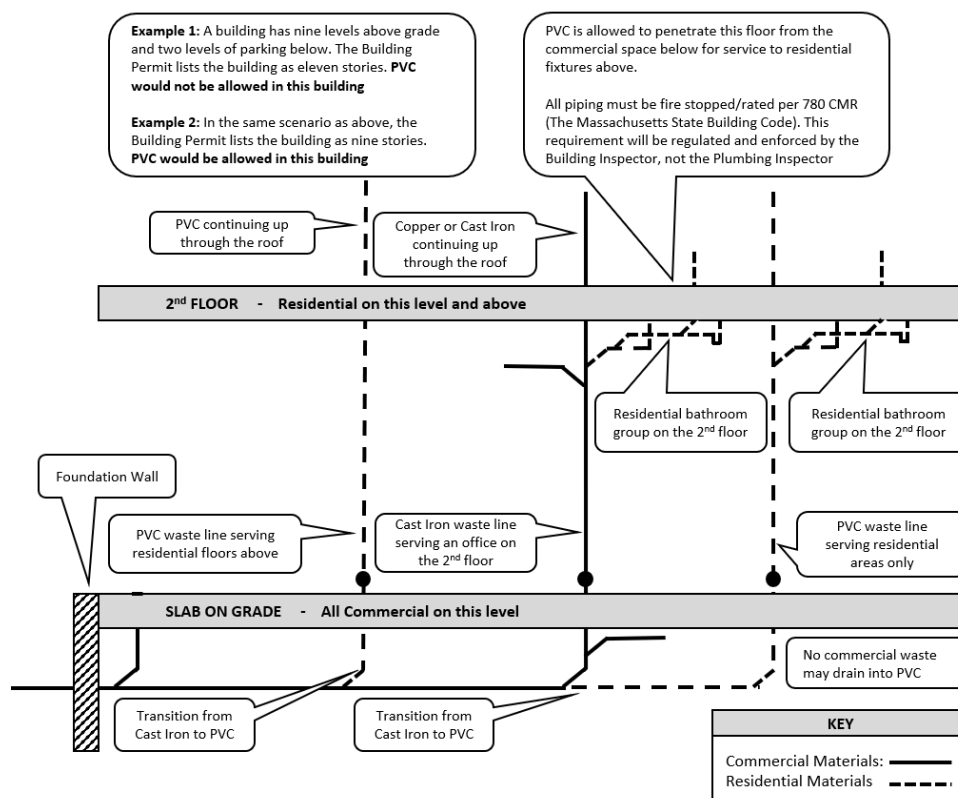 Example 1: A building has nine levels above grade
and two levels of parking below. The Building
Permit lists the building as eleven stories. PVC
would not be allowed in this building
Example 2: In the same scenario as above, the
Building Permit lists the building as nine stories.
PVC would be allowed in this building
PVC is allowed to penetrate this floor from the
commercial space below for service to residential
fixtures above.
All piping must be fire stopped/rated per 780 CMR
(The Massachusetts State Building Code). This
requirement will be regulated and enforced by the
Building Inspector, not the Plumbing Inspector
PVC continuing up
through the roof
Copper or Cast Iron
continuing up
through the roof
2nd FLOOR - Residential on this level and above
Residential bathroom
group on the 2nd floor
Residential bathroom
group on the 2nd floor
Foundation Wall
PVC waste line serving
residential floors above
Cast Iron waste line
serving an office on
the 2nd floor
PVC waste line
serving residential
areas only
SLAB ON GRADE - All Commercial on this level
No commercial waste
may drain into PVC
Transition from
Cast Iron to PVC
Transition from
Cast Iron to PVC
KEY
Commercial Materials:
Residential Materials